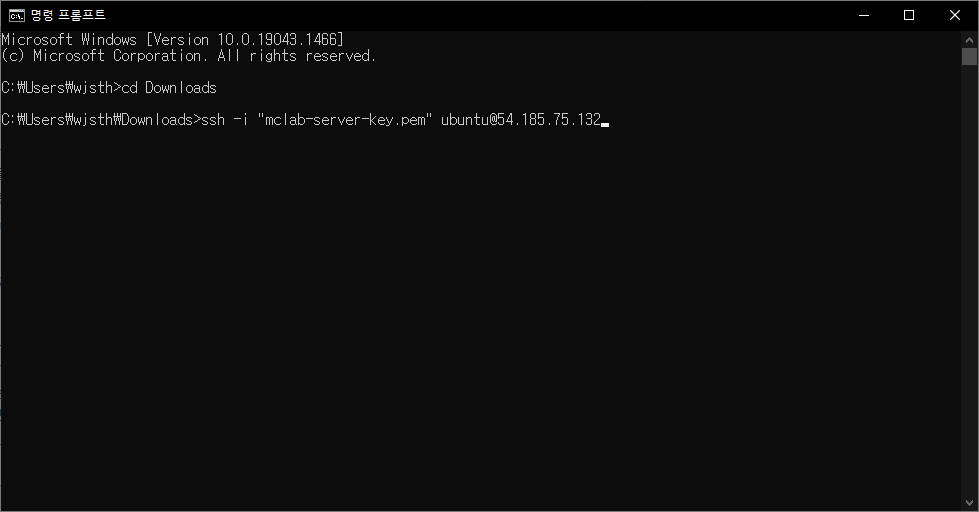 명령 프롬프트
Microsoft Windows [Version 10.0.19043.1466]
(c) Microsoft Corporation. All rights reserved.
C:₩Users₩wjsth>cd Downloads
C:₩Users₩wjsth₩Downloads>ssh -i "mclab-server-key.pem" ubuntu@54.185.75.132